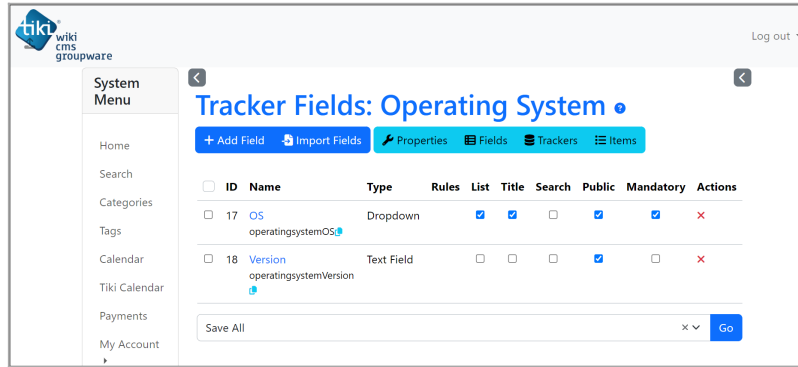 tiki
wiki
cms
groupware
Log out
System
Menu
Home
Search
Categories
Tags
Calendar
Tiki Calendar
Payments
My Account
Tracker Fields: Operating System
+ Add Field Import Fields Properties Fields Trackers Items
ID Name Type Rules List Title Search Public Mandatory Actions
17 OS Dropdown
operatingsystemOS
18 Version Text Field
operatingsystemVersion
Save All Go